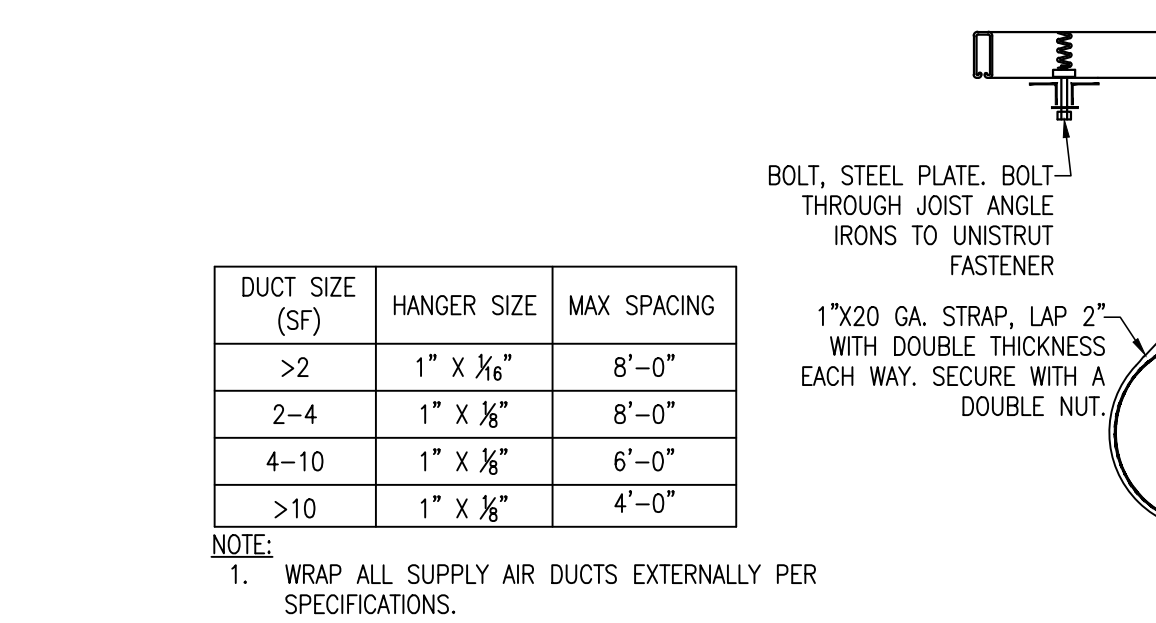 BOLT, STEEL PLATE. BOLT
THROUGH JOIST ANGLE
IRONS TO UNISTRUT
FASTENER
1"X20 GA. STRAP, LAP 2"
WITH DOUBLE THICKNESS
EACH WAY. SECURE WITH A
DOUBLE NUT.
DUCT SIZE (SF) HANGER SIZE MAX SPACING
>2 1" X 1/16" 8'-0"
2-4 1" X 1/8" 8'-0"
4-10 1" X 1/8" 6'-0"
>10 1" X 1/8" 4'-0"
NOTE:
1. WRAP ALL SUPPLY AIR DUCTS EXTERNALLY PER
SPECIFICATIONS.